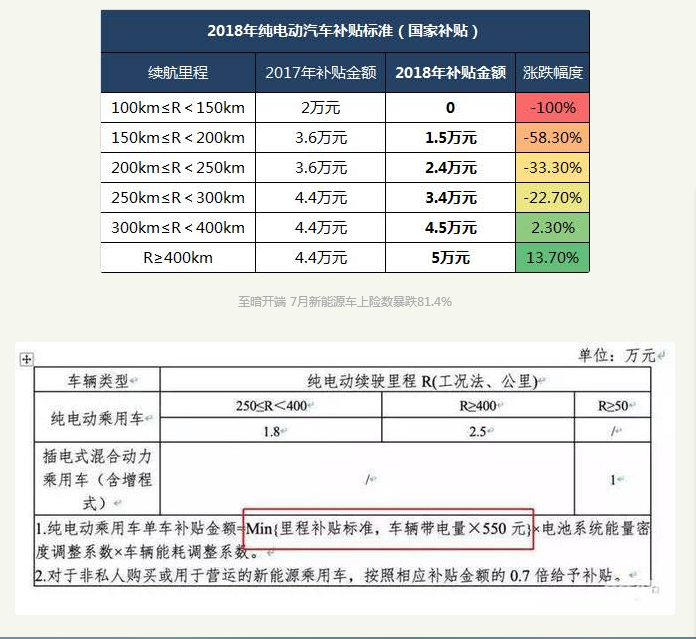 2018年纯电动汽车补贴标准（国家补贴）
续航里程 2017年补贴金额 2018年补贴金额 涨跌幅度
100km≤R＜150km 2万元 0 -100%
150km≤R＜200km 3.6万元 1.5万元 -58.30%
200km≤R＜250km 3.6万元 2.4万元 -33.30%
250km≤R＜300km 4.4万元 3.4万元 -22.70%
300km≤R＜400km 4.4万元 4.5万元 2.30%
R≥400km 4.4万元 5万元 13.70%
至暗开端 7月新能源车上险数暴跌81.4%
单位：万元
车辆类型 纯电动续驶里程 R(工况法、公里)
纯电动乘用车 250≤R＜400 R≥400 R≥50
1.8 2.5 /
插电式混合动力
乘用车（含增程
式） / 1
1.纯电动乘用车单车补贴金额=Min{里程补贴标准，车辆带电量×550 元}×电池系统能量密
度调整系数×车辆能耗调整系数。
2.对于非私人购买或用于营运的新能源乘用车，按照相应补贴金额的 0.7 倍给予补贴。